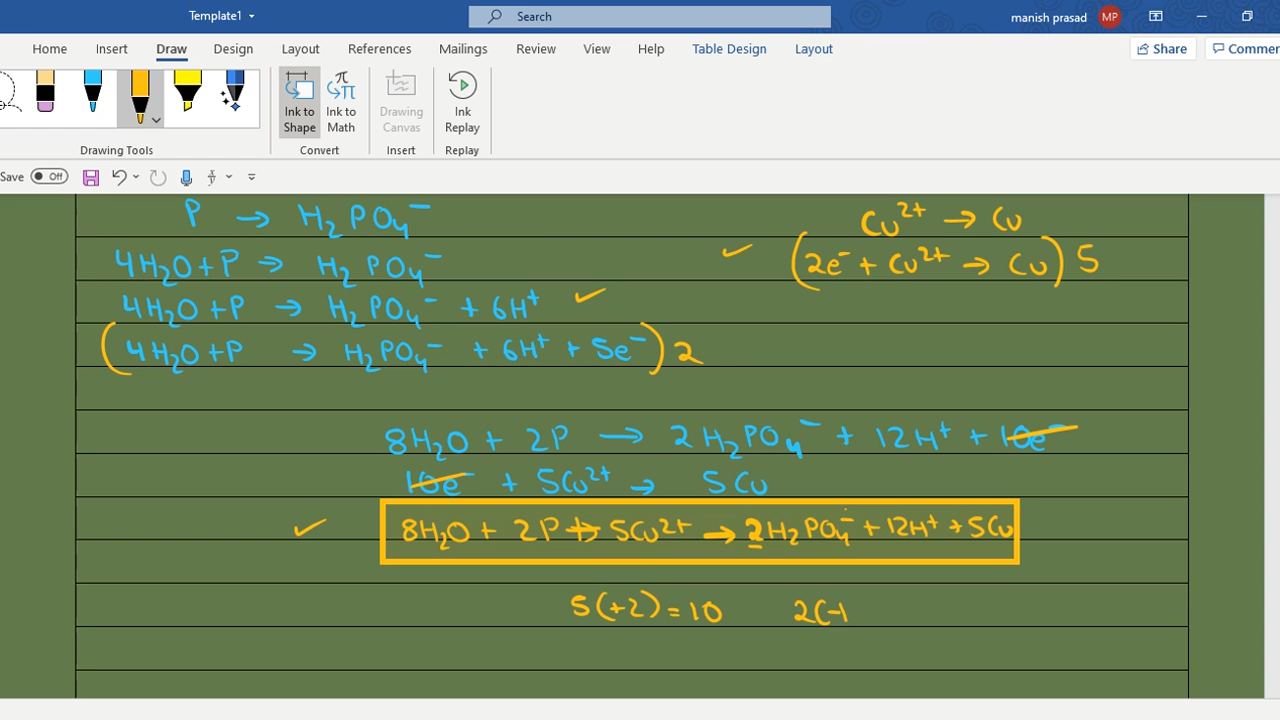 Template1
Search
manish prasad MP
Home Insert Draw Design Layout References Mailings Review View Help Table Design Layout Share Commer
Ink to Shape
Ink to Math
Drawing Canvas
Ink Replay
Drawing Tools Convert Insert Replay
Save Off
P → H₂PO₄⁻ Cu²⁺ → Cu
4H₂O + P → H₂PO₄⁻ ✓ (2e⁻ + Cu²⁺ → Cu) 5
4H₂O + P → H₂PO₄⁻ + 6H⁺ ✓
(4H₂O + P → H₂PO₄⁻ + 6H⁺ + 5e⁻) 2
8H₂O + 2P → 2H₂PO₄⁻ + 12H⁺ + 10e⁻
10e⁻ + 5Cu²⁺ → 5Cu
✓ 8H₂O + 2P + 5Cu²⁺ → 2H₂PO₄⁻ + 12H⁺ + 5Cu
5(+2) = 10 2(-1